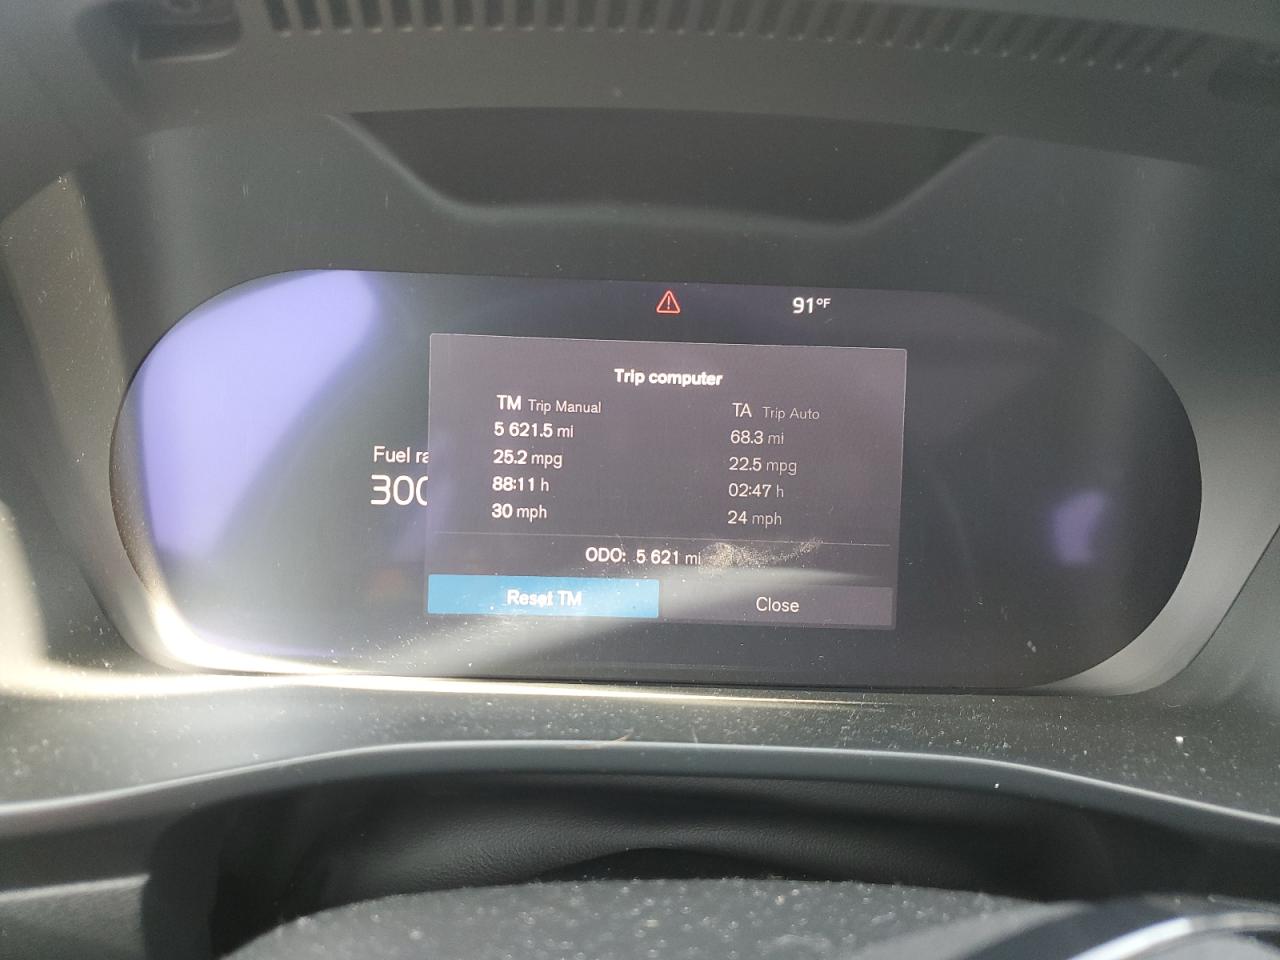 91°F
Trip computer
TM Trip Manual
5 621.5 mi
25.2 mpg
88:11 h
30 mph
TA Trip Auto
68.3 mi
22.5 mpg
02:47 h
24 mph
Fuel ra
300
ODO: 5 621 mi
Reset TM
Close